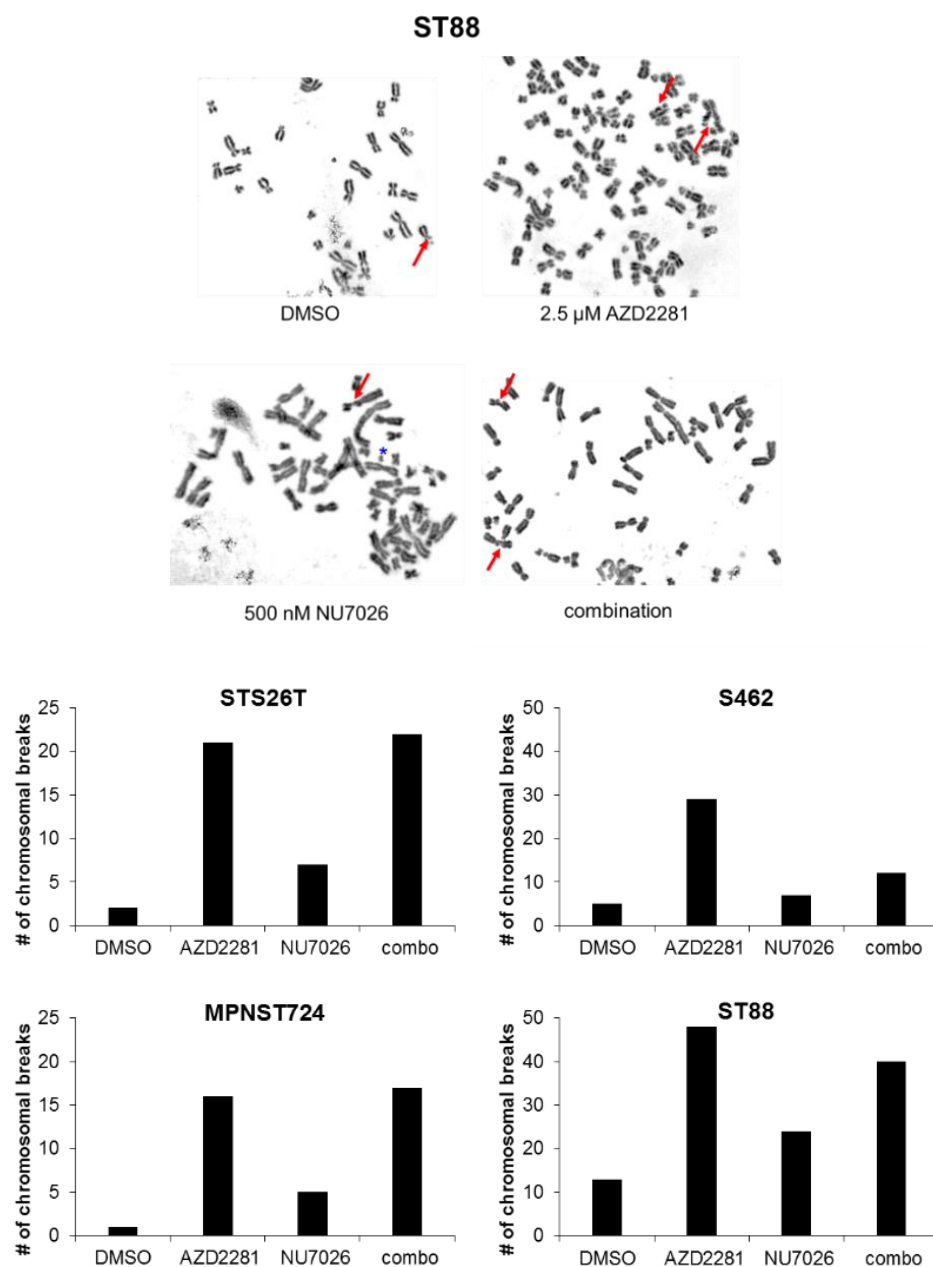 ST88
DMSO
2.5 µM AZD2281
*
500 nM NU7026
combination
STS26T
# of chromosomal breaks
25
20
15
10
5
0
DMSO AZD2281 NU7026 combo
S462
# of chromosomal breaks
50
40
30
20
10
0
DMSO AZD2281 NU7026 combo
MPNST724
# of chromosomal breaks
25
20
15
10
5
0
DMSO AZD2281 NU7026 combo
ST88
# of chromosomal breaks
50
40
30
20
10
0
DMSO AZD2281 NU7026 combo